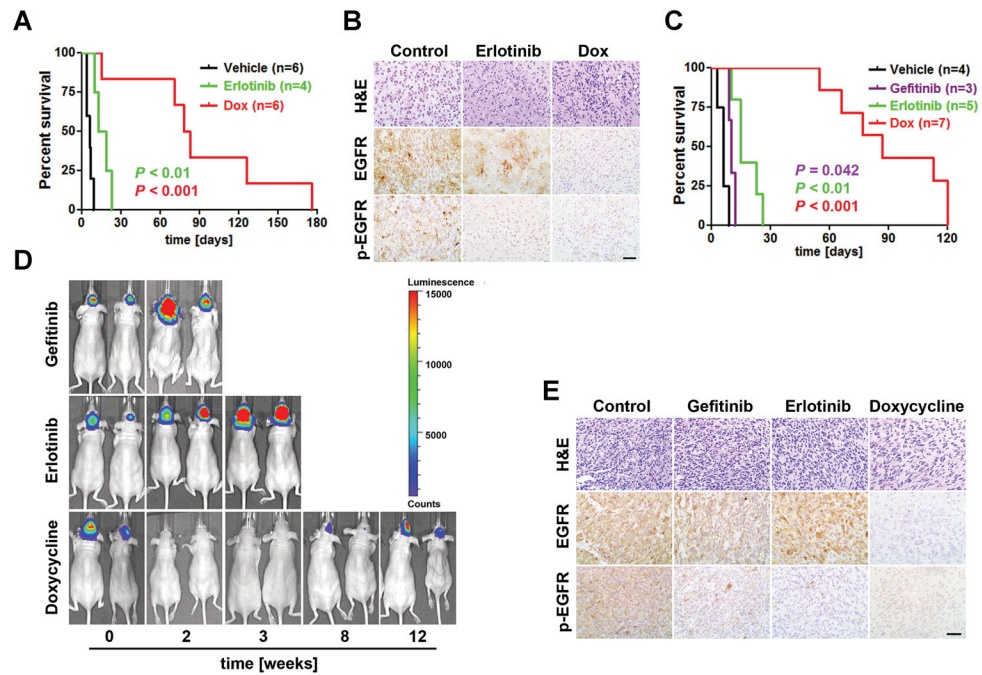 A
Percent survival
100
75
50
25
0
0 30 60 90 120 150 180
time [days]
Vehicle (n=6)
Erlotinib (n=4)
Dox (n=6)
P < 0.01
P < 0.001
B
Control Erlotinib Dox
H&E
EGFR
p-EGFR
C
Percent survival
100
75
50
25
0
0 30 60 90 120
time [days]
Vehicle (n=4)
Gefitinib (n=3)
Erlotinib (n=5)
Dox (n=7)
P = 0.042
P < 0.01
P < 0.001
D
Gefitinib
Erlotinib
Doxycycline
0 2 3 8 12
time [weeks]
Luminescence
15000
10000
5000
Counts
E
Control Gefitinib Erlotinib Doxycycline
H&E
EGFR
p-EGFR